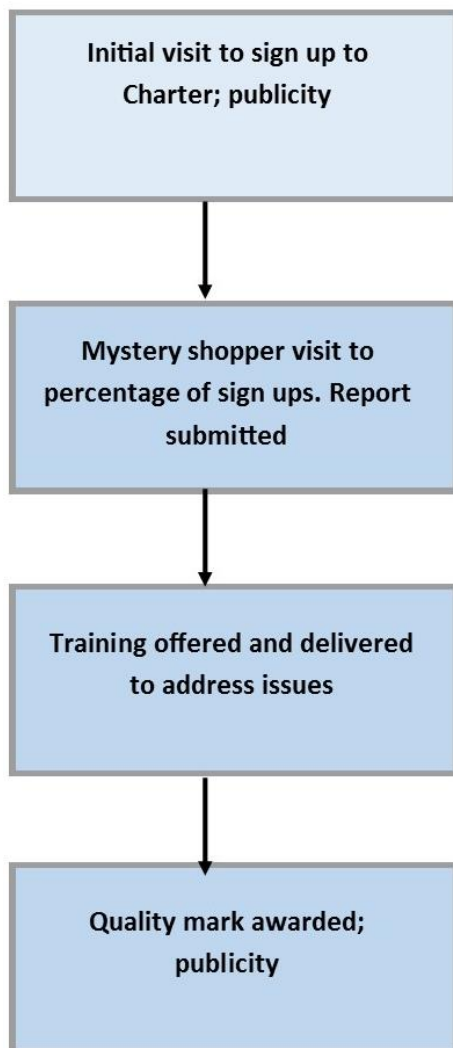 Initial visit to sign up to
Charter; publicity
Mystery shopper visit to
percentage of sign ups. Report
submitted
Training offered and delivered
to address issues
Quality mark awarded;
publicity